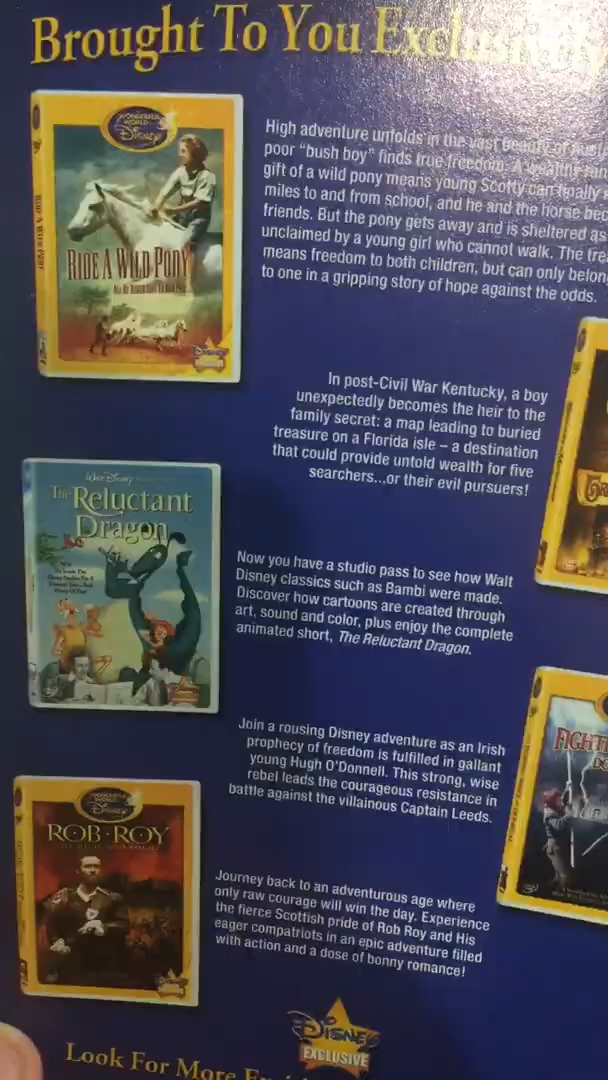 Brought To You Exclusively
WONDERFUL
WORLD OF
Disney
RIDE A WILD PONY
RIDE A WILD PONY
High adventure unfolds in the vast beauty of
poor "bush boy" finds true freedom. A wealthy
gift of a wild pony means young Scotty can finally
miles to and from school, and he and the horse
friends. But the pony gets away and is sheltered as
unclaimed by a young girl who cannot walk. The
means freedom to both children, but can only
to one in a gripping story of hope against the odds.
In post-Civil War Kentucky, a boy
unexpectedly becomes the heir to the
family secret: a map leading to buried
treasure on a Florida isle – a destination
that could provide untold wealth for five
searchers...or their evil pursuers!
Walt Disney
The Reluctant
Dragon
Now you have a studio pass to see how Walt
Disney classics such as Bambi were made.
Discover how cartoons are created through
art, sound and color, plus enjoy the complete
animated short, The Reluctant Dragon.
Join a rousing Disney adventure as an Irish
prophecy of freedom is fulfilled in gallant
young Hugh O'Donnell. This strong, wise
rebel leads the courageous resistance in
battle against the villainous Captain Leeds.
WONDERFUL
WORLD OF
Disney
ROB·ROY
Journey back to an adventurous age where
only raw courage will win the day. Experience
the fierce Scottish pride of Rob Roy and His
eager compatriots in an epic adventure filled
with action and a dose of bonny romance!
Disney
EXCLUSIVE
Look For More